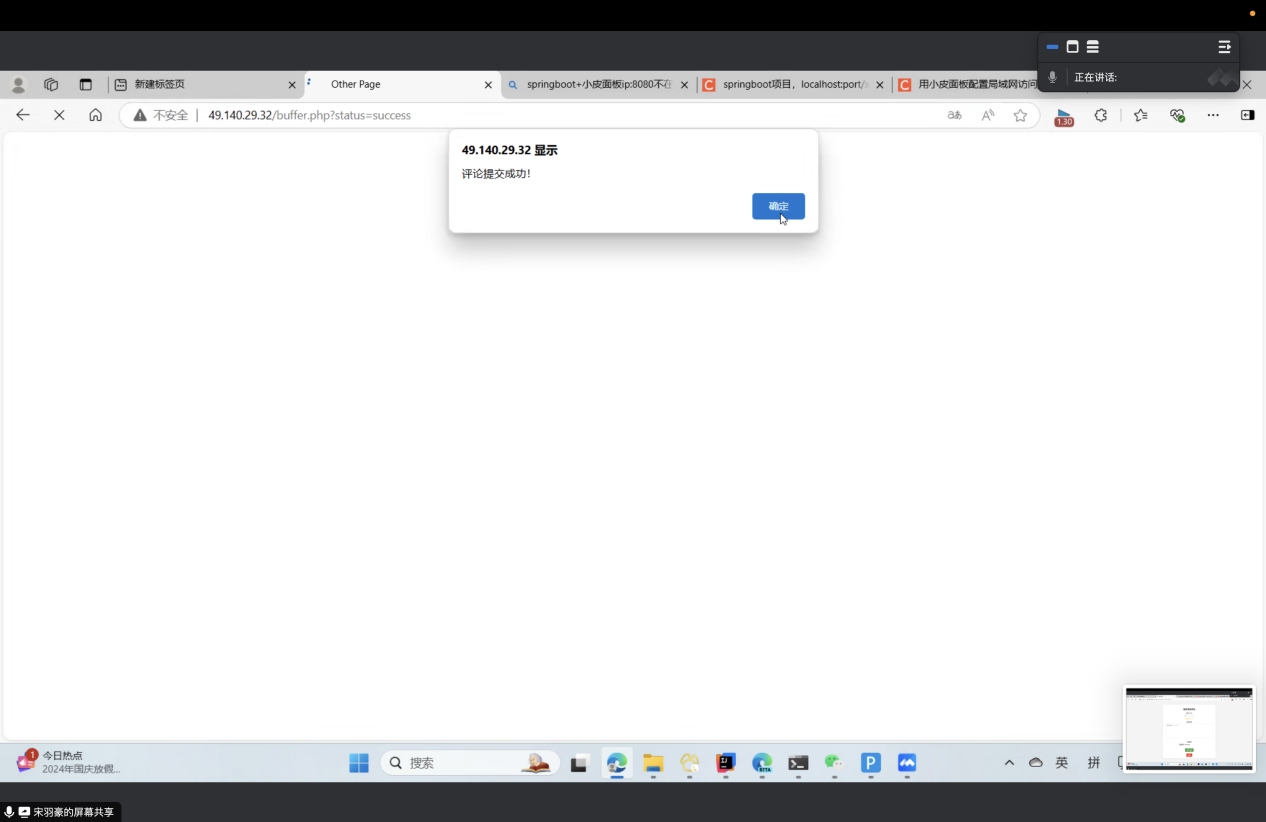 正在讲话:
新建标签页
Other Page
springboot+小皮面板ip:8080不在
springboot项目，localhost:port/
用小皮面板配置局域网访问
不安全
49.140.29.32/buffer.php?status=success
1.30
49.140.29.32 显示
评论提交成功！
确定
1
今日热点
2024年国庆放假...
搜索
BETA
P
英
拼
宋羽豪的屏幕共享